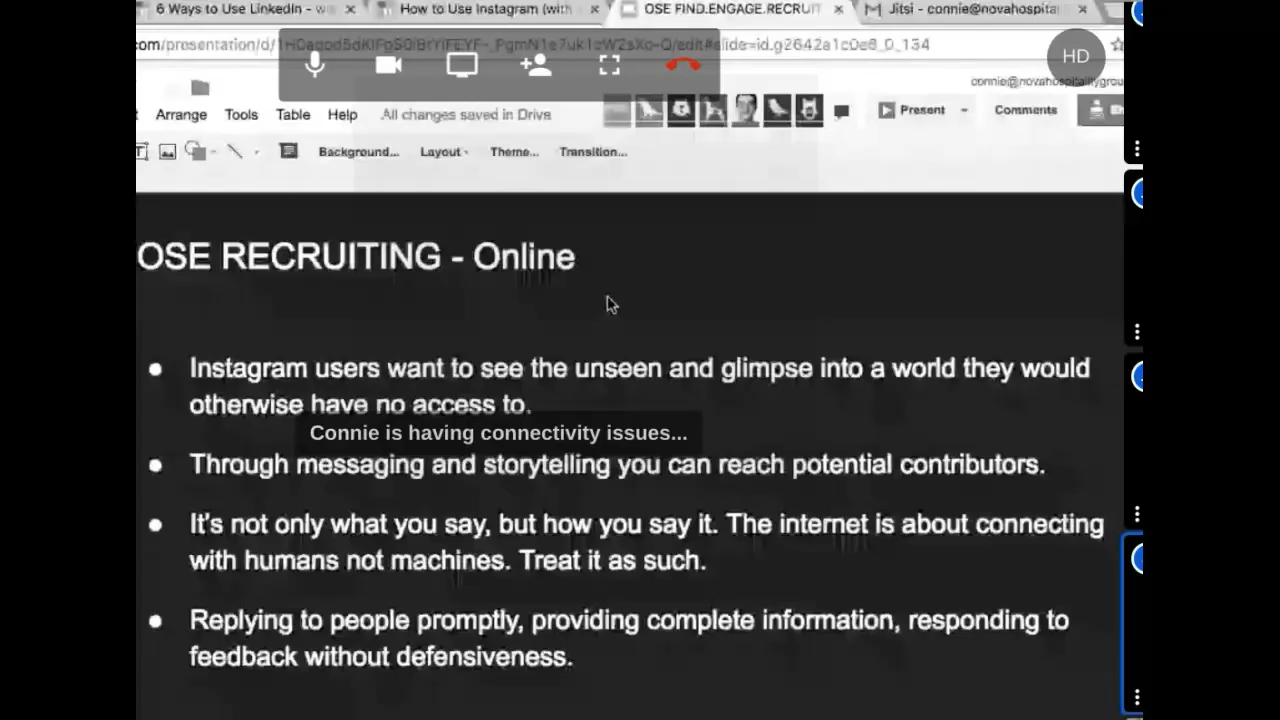 6 Ways to Use LinkedIn - w
How to Use Instagram (with
OSE FIND.ENGAGE.RECRUIT
Jitsi - connie@novahospita
HD
connie@novahospitalitygrou
Arrange Tools Table Help All changes saved in Drive
Present Comments
Background... Layout Theme... Transition...
OSE RECRUITING - Online
● Instagram users want to see the unseen and glimpse into a world they would
otherwise have no access to.
Connie is having connectivity issues...
● Through messaging and storytelling you can reach potential contributors.
● It's not only what you say, but how you say it. The internet is about connecting
with humans not machines. Treat it as such.
● Replying to people promptly, providing complete information, responding to
feedback without defensiveness.